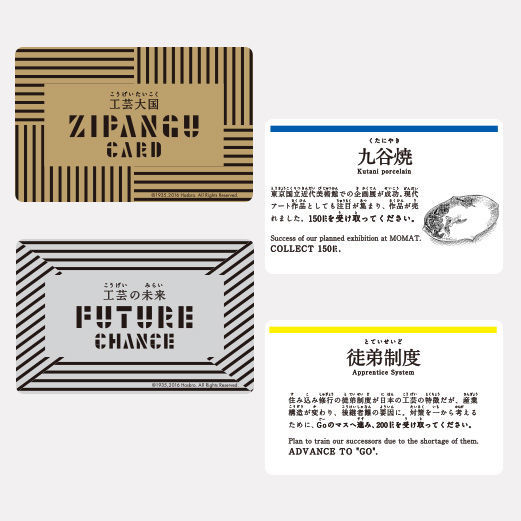 こうげいたいこく
工芸大国
ZIPANGU
CARD
©1935, 2016 Hasbro. All Rights Reserved.
こうげい みらい
工芸の未来
FUTURE
CHANCE
©1935, 2016 Hasbro. All Rights Reserved.
くたにやき
九谷焼
Kutani porcelain
東京国立近代美術館での企画展が成功。現代
アート作品としても注目が集まり、作品が売
れました。150匠を受け取ってください。
Success of our planned exhibition at MOMAT.
COLLECT 150匠.
とていせいど
徒弟制度
Apprentice System
住み込み修行の徒弟制度が日本の工芸の特徴だが、産業
構造が変わり、後継者難の要因に。対策を一から考える
ために、Goのマスへ進み、200匠を受け取ってください。
Plan to train our successors due to the shortage of them.
ADVANCE TO "GO".